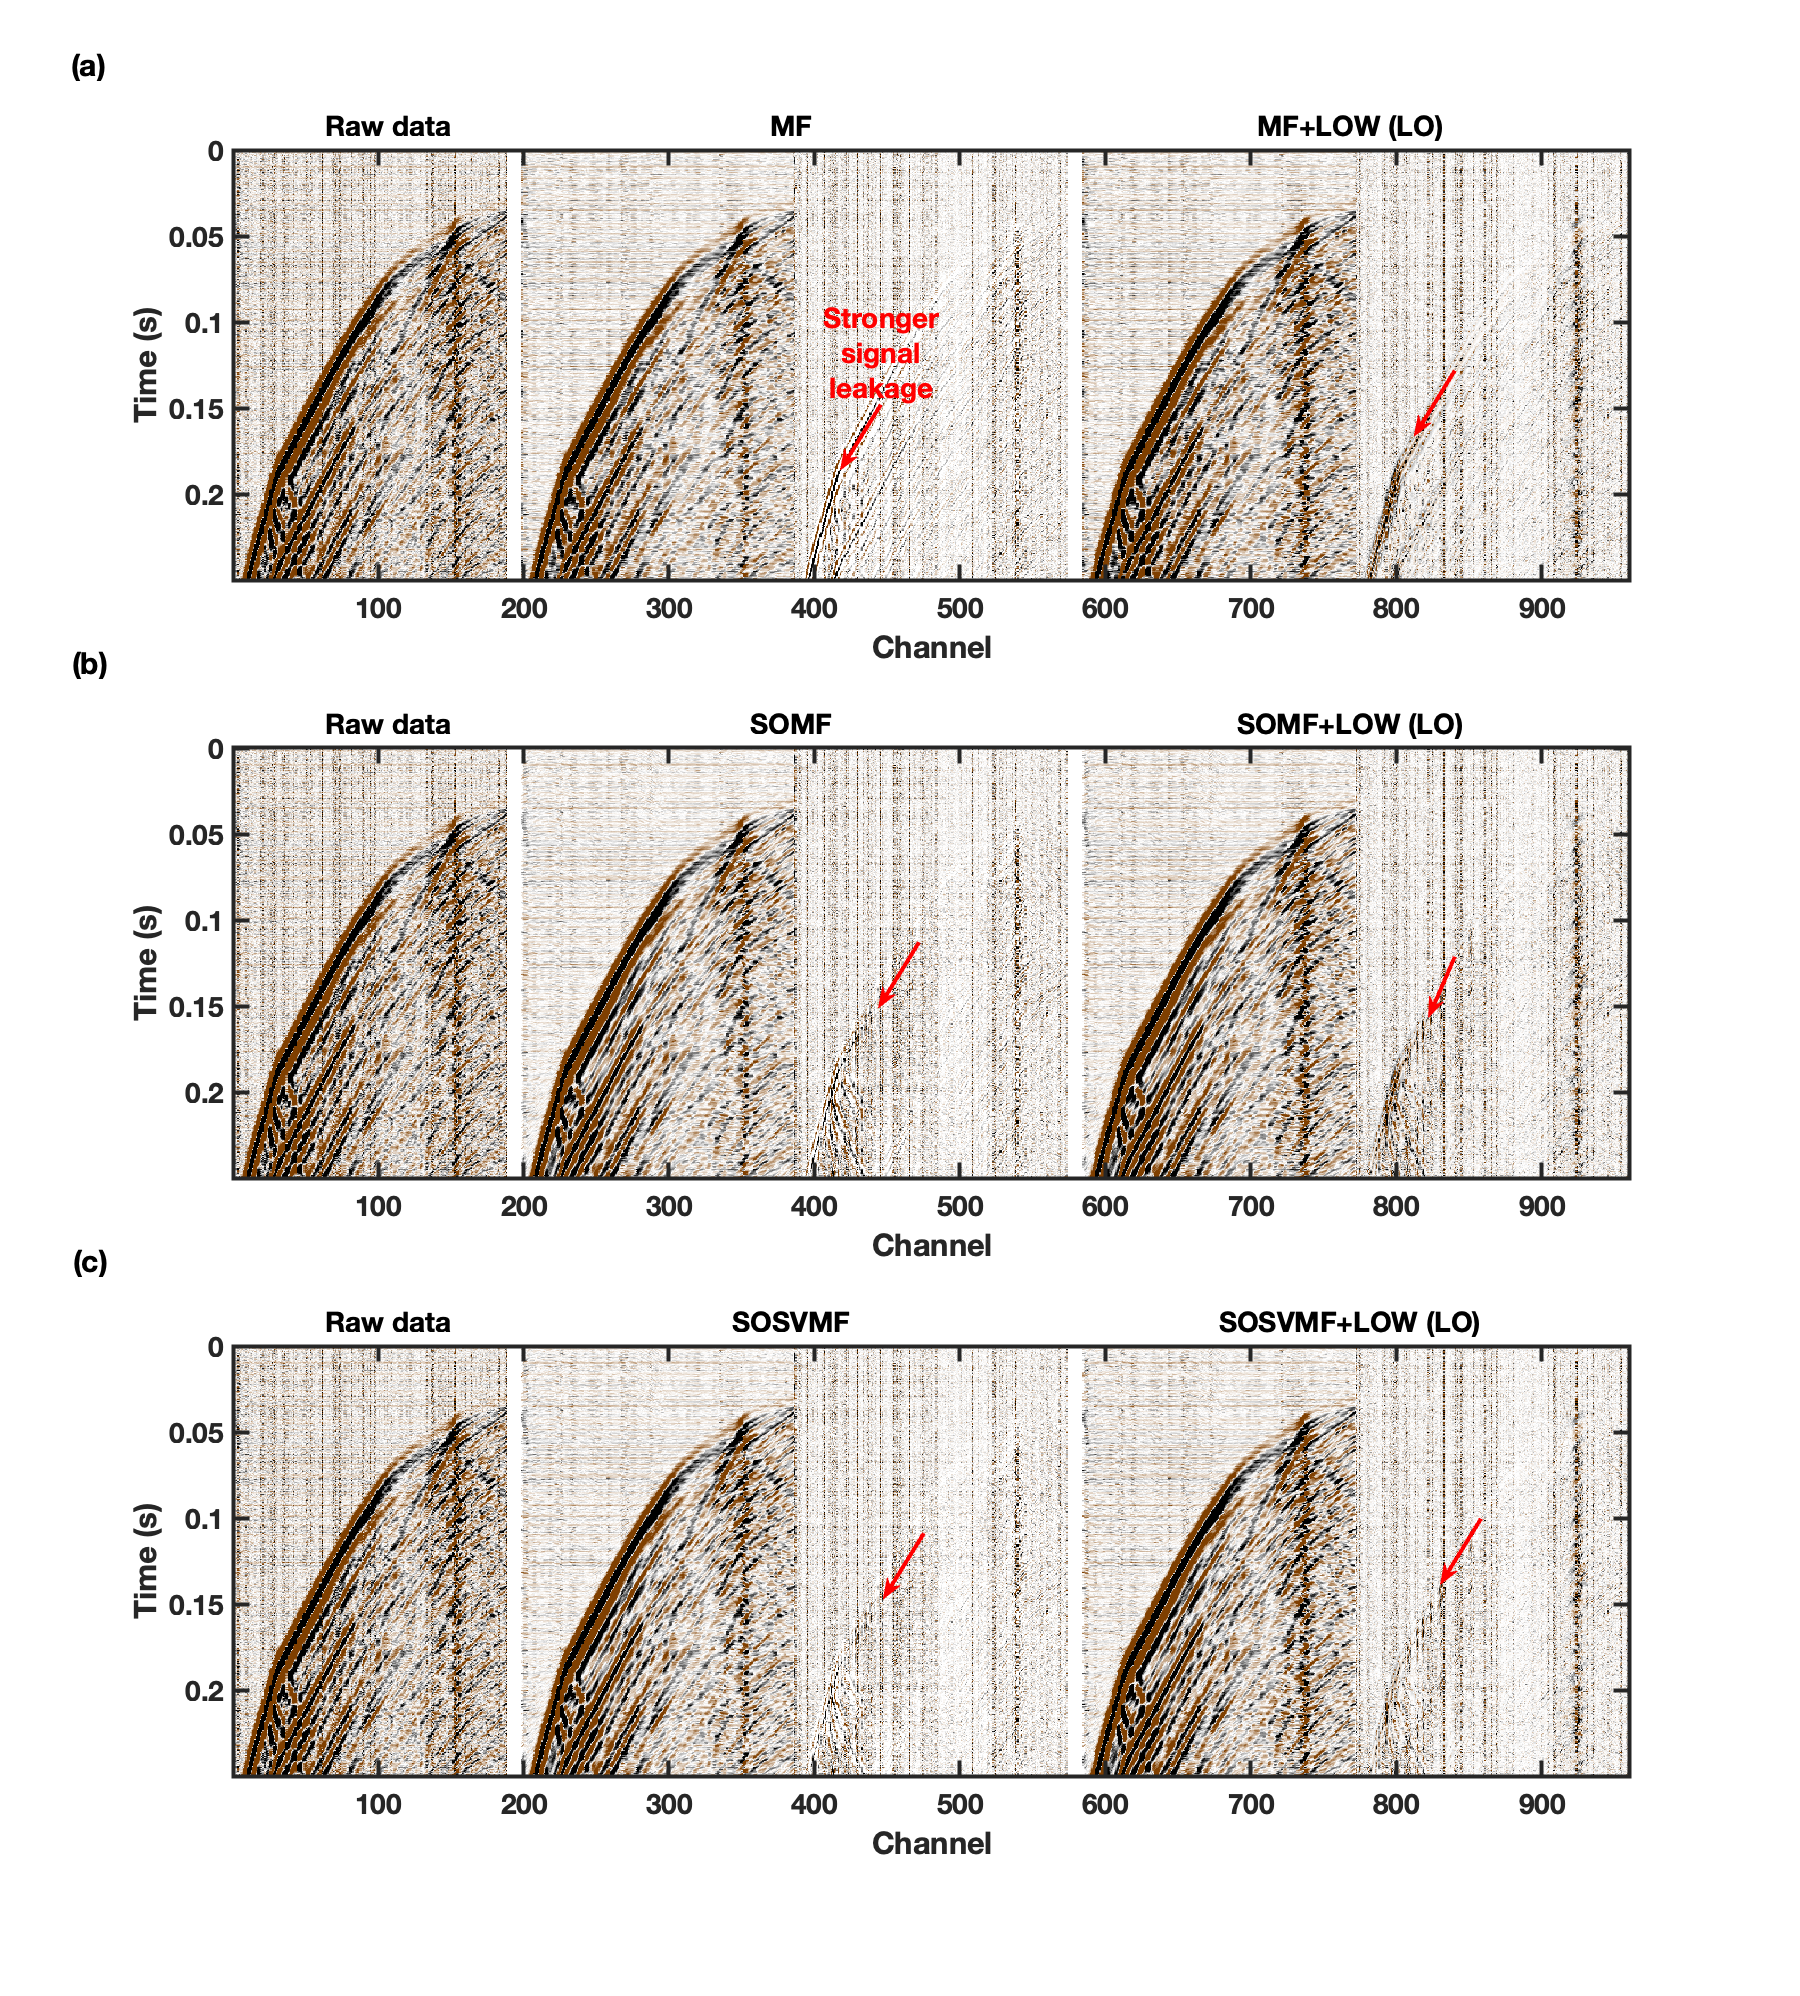 (a)
Raw data MF MF+LOW (LO)
0
0.05
0.1
0.15
0.2
Time (s)
Stronger
signal
leakage
100 200 300 400 500 600 700 800 900
Channel
(b)
Raw data SOMF SOMF+LOW (LO)
0
0.05
0.1
0.15
0.2
Time (s)
100 200 300 400 500 600 700 800 900
Channel
(c)
Raw data SOSVMF SOSVMF+LOW (LO)
0
0.05
0.1
0.15
0.2
Time (s)
100 200 300 400 500 600 700 800 900
Channel